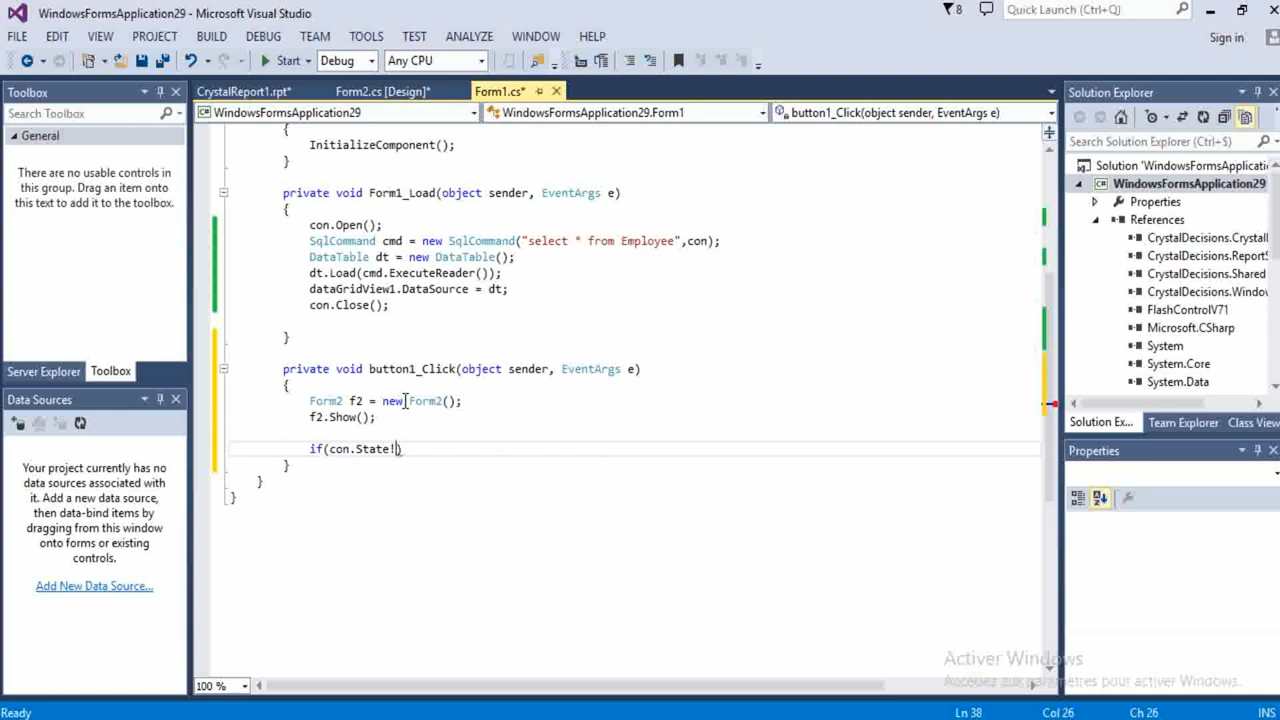 WindowsFormsApplication29 - Microsoft Visual Studio
8
Quick Launch (Ctrl+Q)
FILE EDIT VIEW PROJECT BUILD DEBUG TEAM TOOLS TEST ANALYZE WINDOW HELP
Sign in
Start Debug Any CPU
Toolbox
Search Toolbox
General
There are no usable controls in
this group. Drag an item onto
this text to add it to the toolbox.
Server Explorer Toolbox
Data Sources
Your project currently has no
data sources associated with
it. Add a new data source,
then data-bind items by
dragging from this window
onto forms or existing
controls.
Add New Data Source...
CrystalReport1.rpt* Form2.cs [Design]* Form1.cs*
WindowsFormsApplication29 WindowsFormsApplication29.Form1 button1_Click(object sender, EventArgs e)
{
InitializeComponent();
}
private void Form1_Load(object sender, EventArgs e)
{
con.Open();
SqlCommand cmd = new SqlCommand("select * from Employee",con);
DataTable dt = new DataTable();
dt.Load(cmd.ExecuteReader());
dataGridView1.DataSource = dt;
con.Close();
}
private void button1_Click(object sender, EventArgs e)
{
Form2 f2 = new Form2();
f2.Show();
if(con.State!)
}
}
}
100 %
Solution Explorer
Search Solution Explorer (Ctrl+$)
Solution 'WindowsFormsApplicati
WindowsFormsApplication29
Properties
References
CrystalDecisions.Crystall
CrystalDecisions.ReportS
CrystalDecisions.Shared
CrystalDecisions.Windo
FlashControlV71
Microsoft.CSharp
System
System.Core
System.Data
Solution Ex... Team Explorer Class View
Properties
Activer Windows
Accédez aux paramètres pour activer Windows.
Ready Ln 38 Col 26 Ch 26 INS